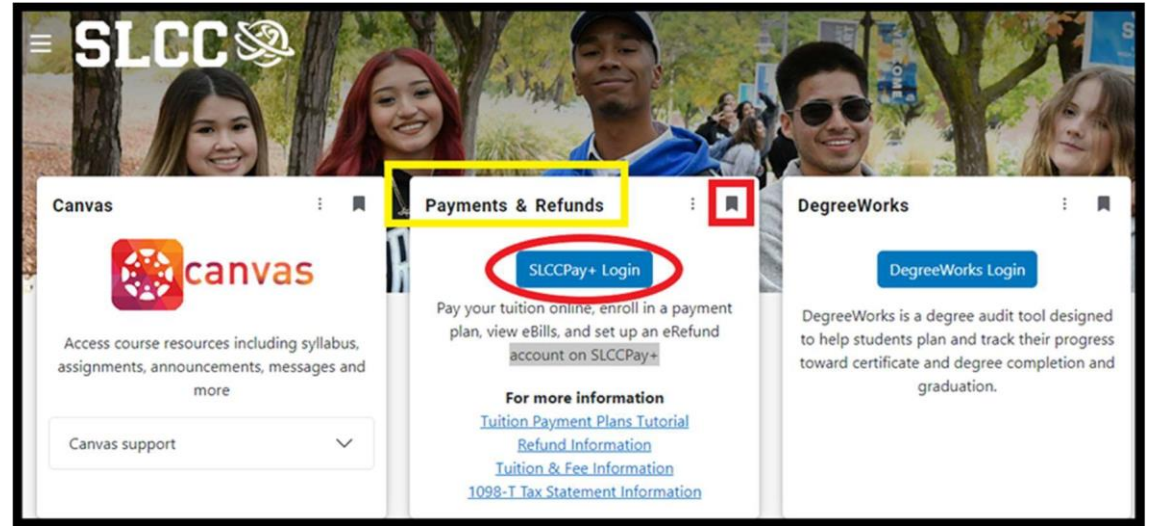 SLCC
Canvas
canvas
Access course resources including syllabus,
assignments, announcements, messages and
more
Canvas support
Payments & Refunds
SLCCPay+ Login
Pay your tuition online, enroll in a payment
plan, view eBills, and set up an eRefund
account on SLCCPay+
For more information
Tuition Payment Plans Tutorial
Refund Information
Tuition & Fee Information
1098-T Tax Statement Information
DegreeWorks
DegreeWorks Login
DegreeWorks is a degree audit tool designed
to help students plan and track their progress
toward certificate and degree completion and
graduation.